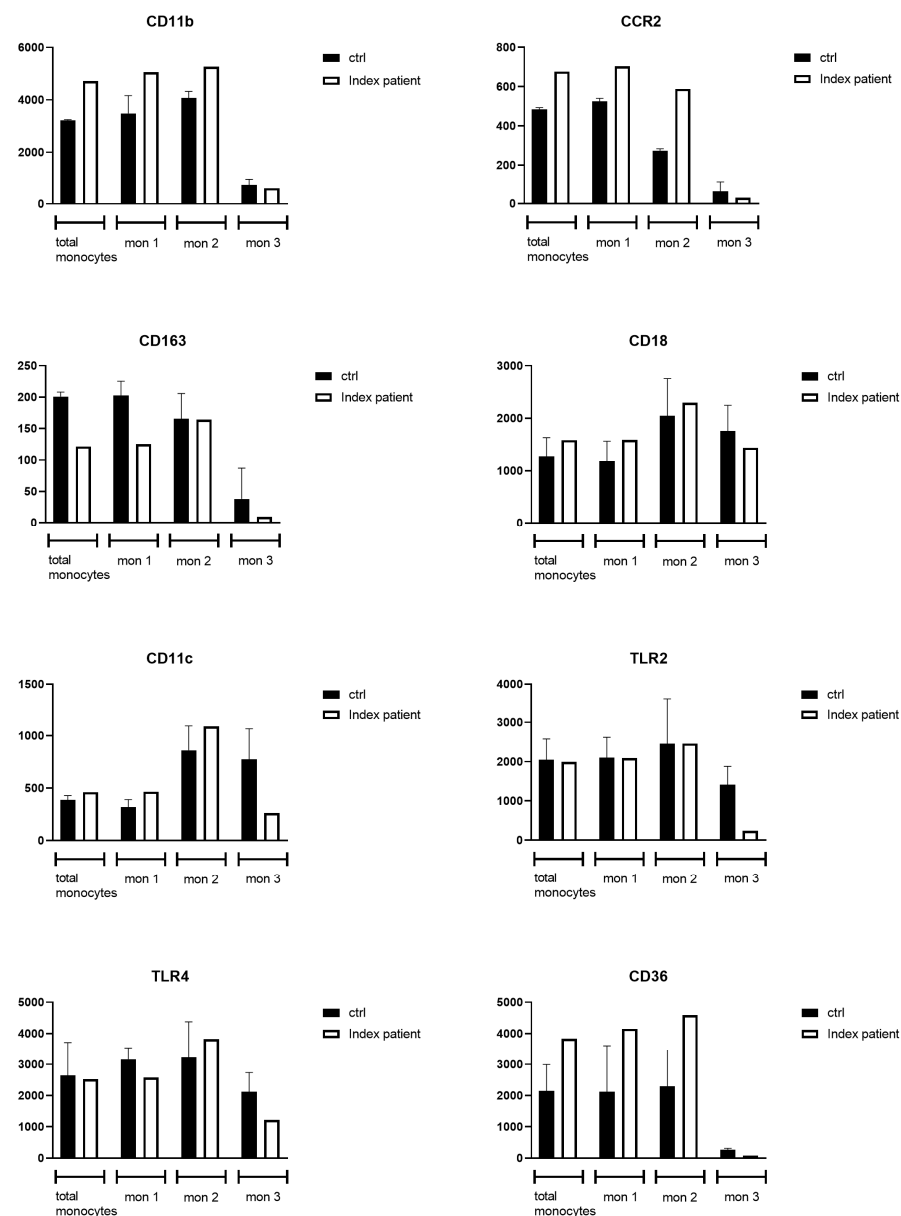 CD11b
6000
4000
2000
0
ctrl
Index patient
total
monocytes
mon 1
mon 2
mon 3
CCR2
800
600
400
200
0
ctrl
Index patient
total
monocytes
mon 1
mon 2
mon 3
CD163
250
200
150
100
50
0
ctrl
Index patient
total
monocytes
mon 1
mon 2
mon 3
CD18
3000
2000
1000
0
ctrl
Index patient
total
monocytes
mon 1
mon 2
mon 3
CD11c
1500
1000
500
0
ctrl
Index patient
total
monocytes
mon 1
mon 2
mon 3
TLR2
4000
3000
2000
1000
0
ctrl
Index patient
total
monocytes
mon 1
mon 2
mon 3
TLR4
5000
4000
3000
2000
1000
0
ctrl
Index patient
total
monocytes
mon 1
mon 2
mon 3
CD36
5000
4000
3000
2000
1000
0
ctrl
Index patient
total
monocytes
mon 1
mon 2
mon 3